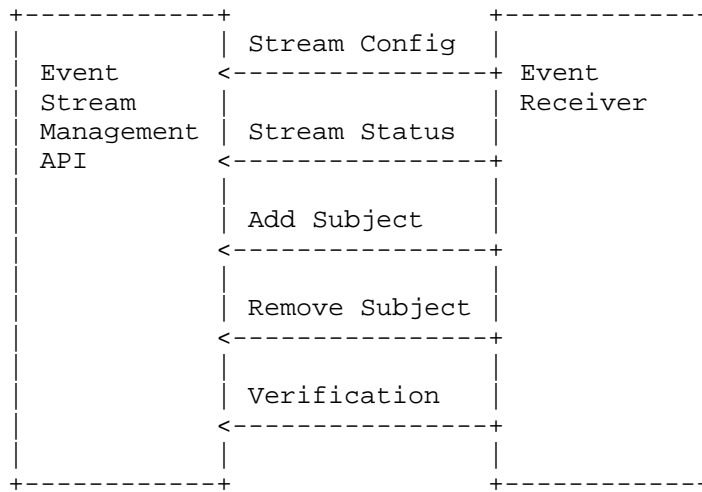 Stream Config
Event Event
Stream Receiver
Management Stream Status
API
Add Subject
Remove Subject
Verification